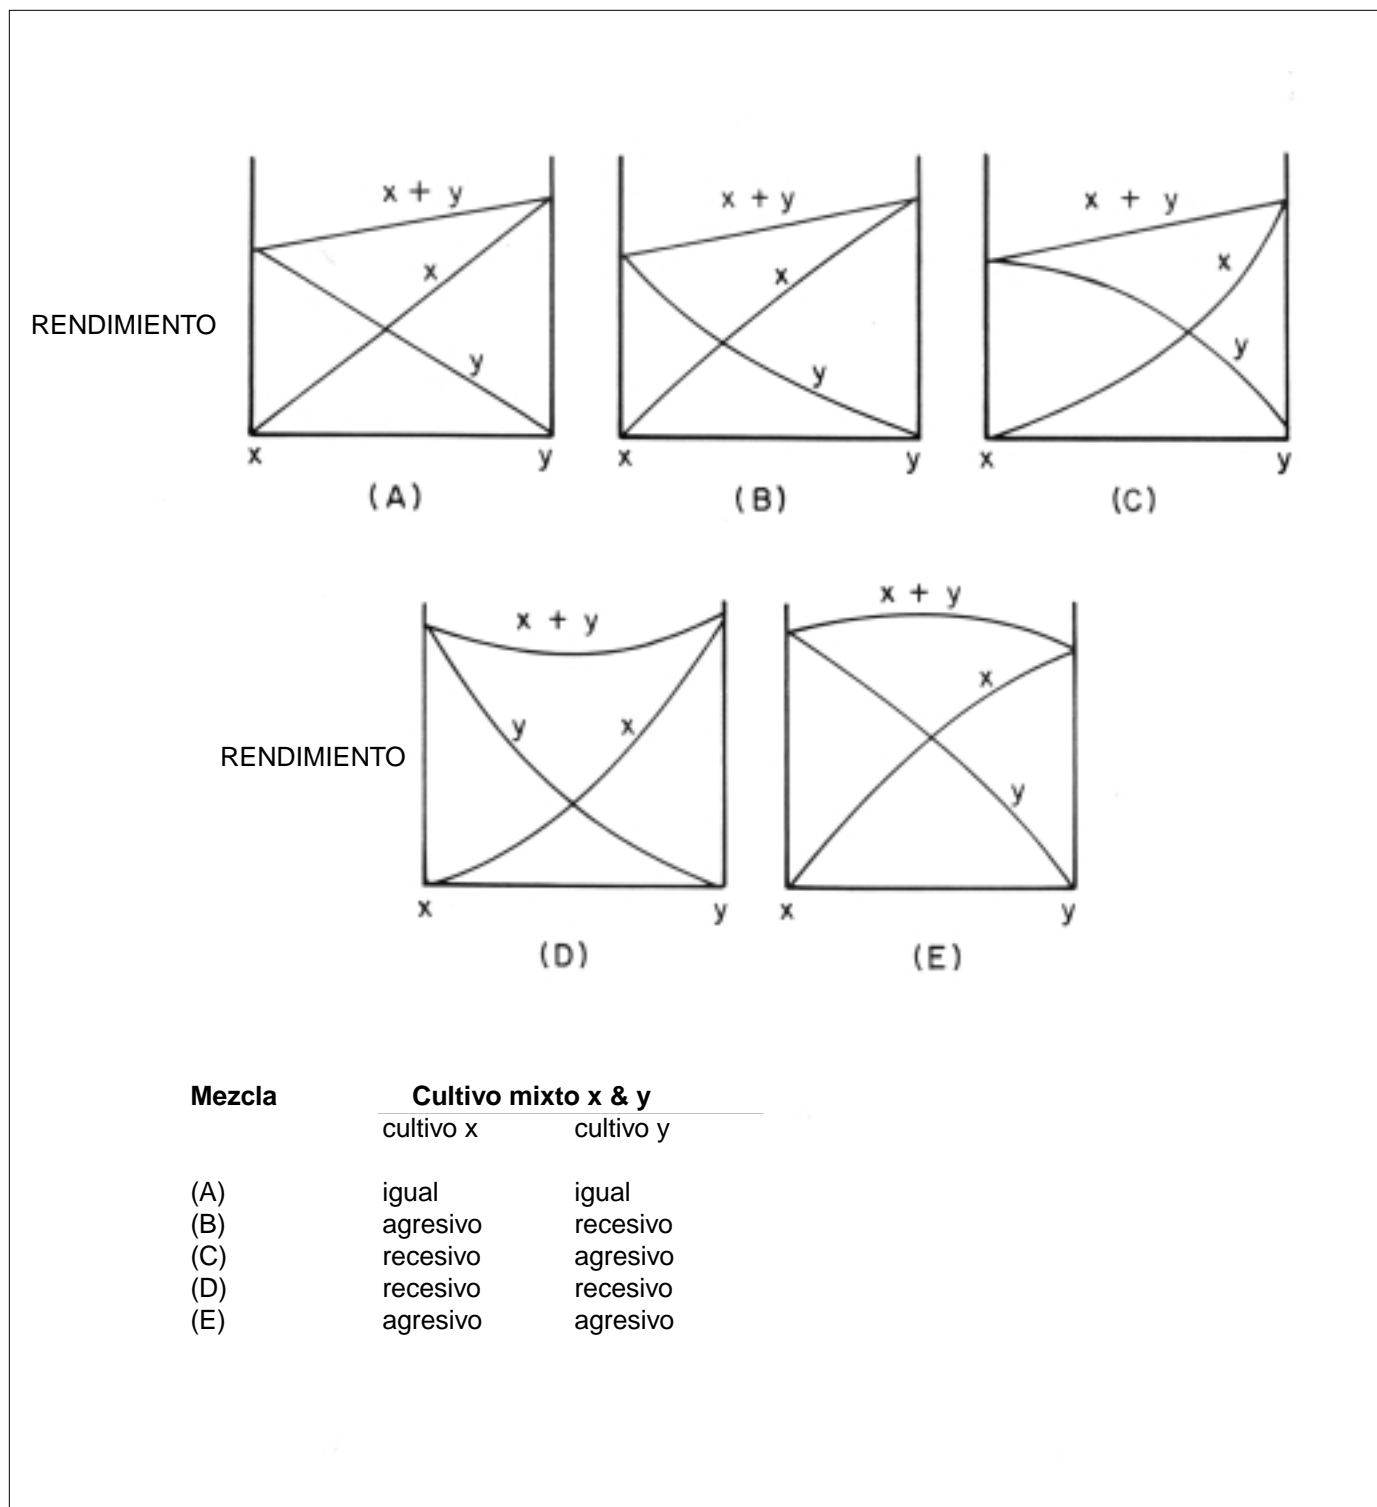 x + y
x + y
x + y
x
x
x
RENDIMIENTO
y
y
y
x
y
x
y
x
y
(A)
(B)
(C)
x + y
x + y
x
y
x
RENDIMIENTO
y
x
y
x
y
(D)
(E)
Mezcla Cultivo mixto x & y
cultivo x cultivo y
(A) igual igual
(B) agresivo recesivo
(C) recesivo agresivo
(D) recesivo recesivo
(E) agresivo agresivo